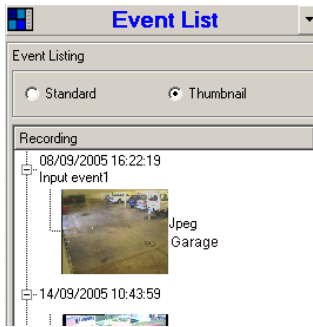 Event List
Event Listing
Standard
Thumbnail
Recording
08/09/2005 16:22:19
Input event1
Jpeg
Garage
14/09/2005 10:43:59